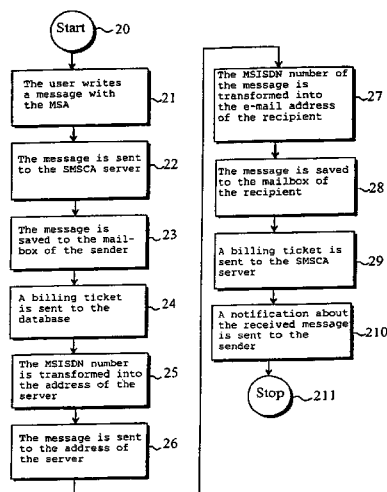 Start
20
The user writes
a message with
the MSA
21
The message is sent
to the SMSCA server
22
The message is
saved to the mail-
box of the sender
23
A billing ticket
is sent to the
database
24
The MSISDN number
is transformed into
the address of the
server
25
The message is sent
to the address of
the server
26
The MSISDN number of
the message is
transformed into
the e-mail address
of the recipient
27
The message is saved
to the mailbox of
the recipient
28
A billing ticket is
sent to the SMSCA
server
29
A notification about
the received message
is sent to the
sender
210
Stop
211